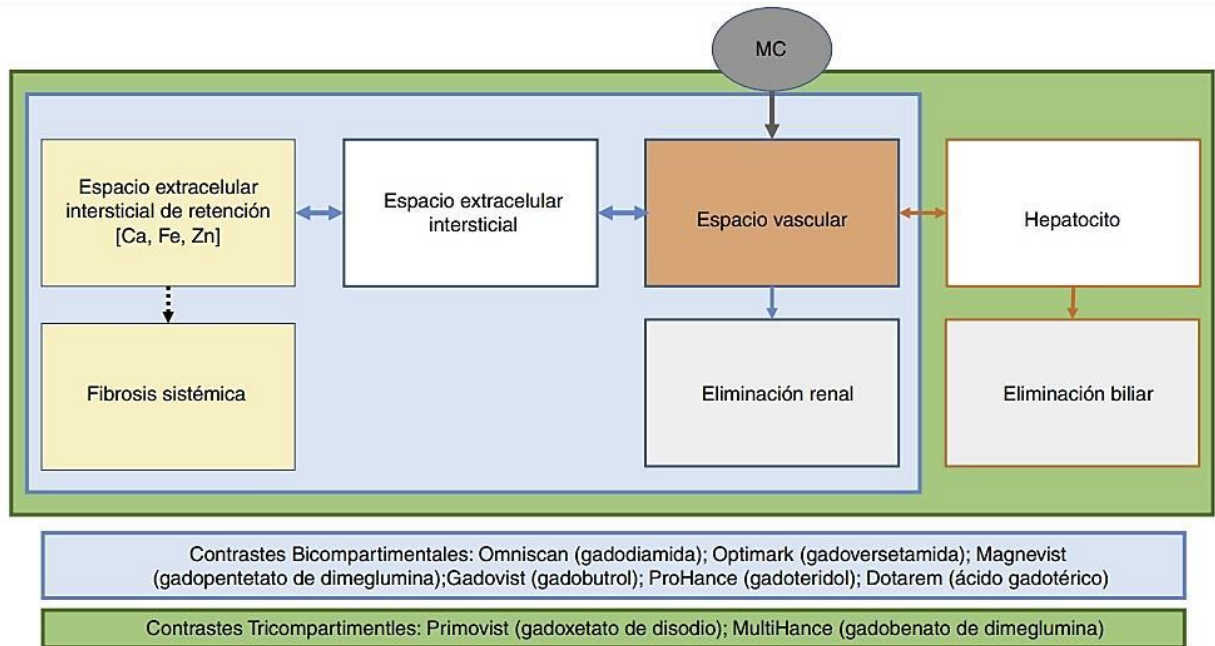 MC
Espacio extracelular
intersticial de retención
[Ca, Fe, Zn]
Espacio extracelular
intersticial
Espacio vascular
Hepatocito
Fibrosis sistémica
Eliminación renal
Eliminación biliar
Contrastes Bicompartimentales: Omniscan (gadodiamida); Optimark (gadoversetamida); Magnevist
(gadopentetato de dimeglumina);Gadovist (gadobutrol); ProHance (gadoteridol); Dotarem (ácido gadotérico)
Contrastes Tricompartimentles: Primovist (gadoxetato de disodio); MultiHance (gadobenato de dimeglumina)